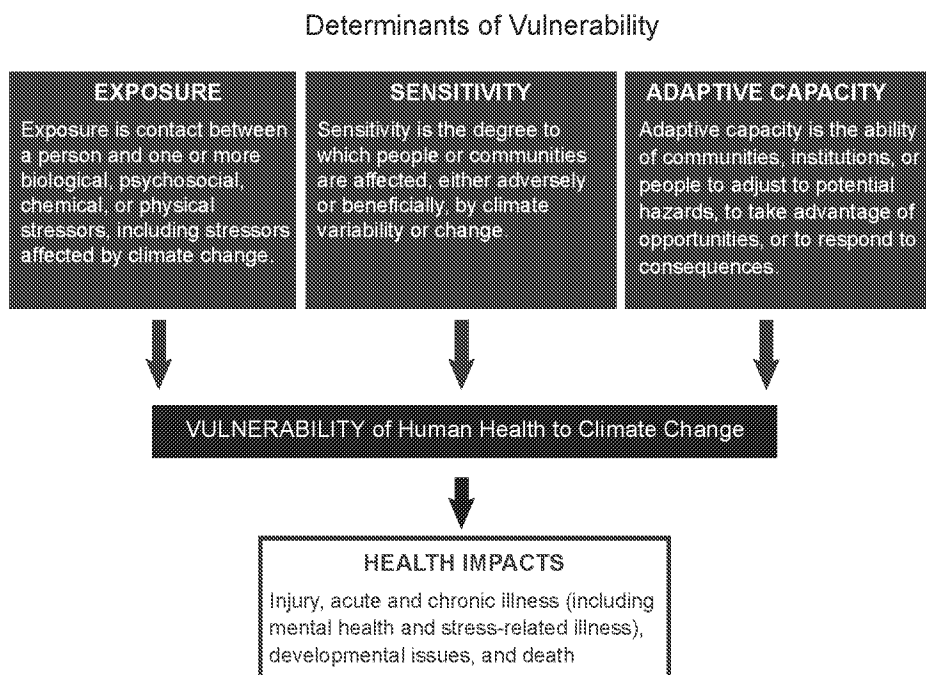 Determinants of Vulnerability
EXPOSURE
Exposure is contact between
a person and one or more
biological, psychosocial,
chemical, or physical
stressors, including stressors
affected by climate change.
SENSITIVITY
Sensitivity is the degree to
which people or communities
are affected, either adversely
or beneficially, by climate
variability or change.
ADAPTIVE CAPACITY
Adaptive capacity is the ability
of communities, institutions, or
people to adjust to potential
hazards, to take advantage of
opportunities, or to respond to
consequences.
VULNERABILITY of Human Health to Climate Change
HEALTH IMPACTS
Injury, acute and chronic illness (including
mental health and stress-related illness),
developmental issues, and death